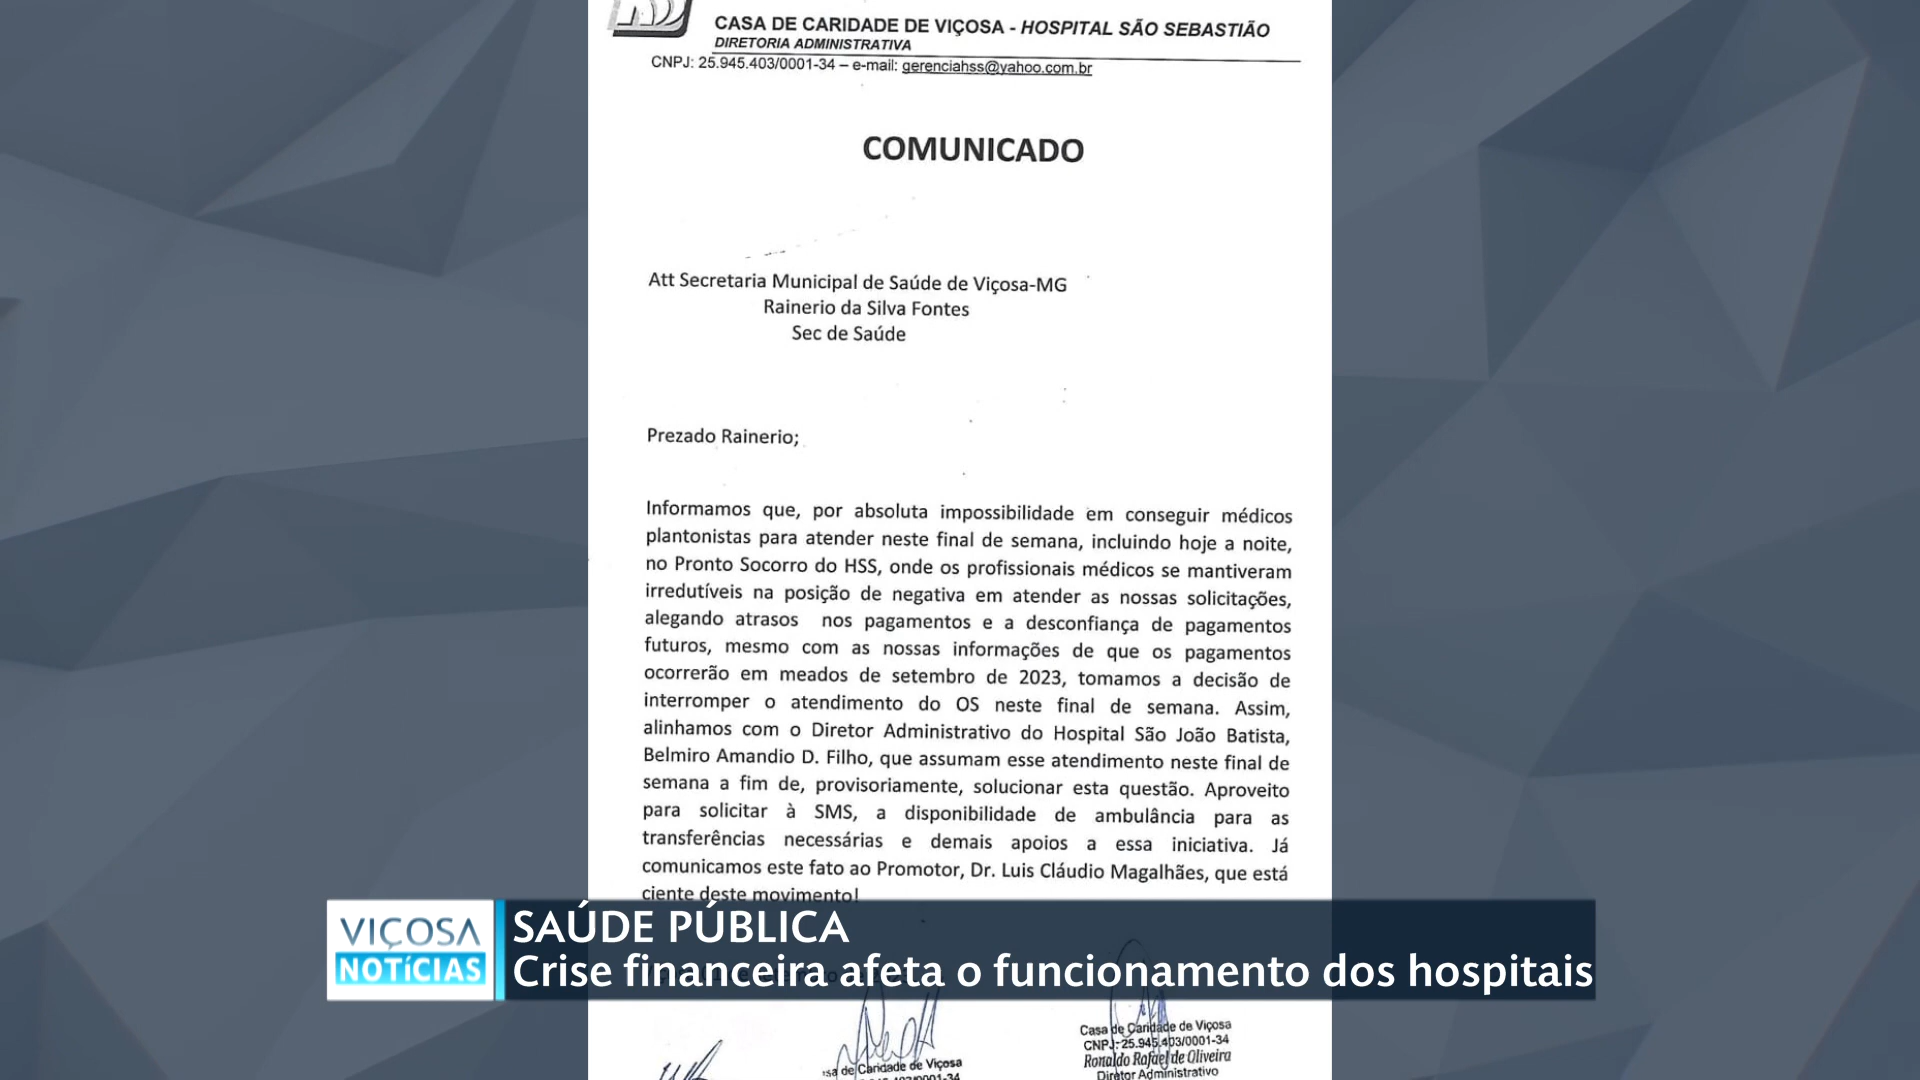 CASA DE CARIDADE DE VIÇOSA - HOSPITAL SÃO SEBASTIÃO
DIRETORIA ADMINISTRATIVA
CNPJ: 25.945.403/0001-34 – e-mail: gerenciahss@yahoo.com.br
COMUNICADO
Att Secretaria Municipal de Saúde de Viçosa-MG
Rainerio da Silva Fontes
Sec de Saúde
Prezado Rainerio;
Informamos que, por absoluta impossibilidade em conseguir médicos
plantonistas para atender neste final de semana, incluindo hoje a noite,
no Pronto Socorro do HSS, onde os profissionais médicos se mantiveram
irredutíveis na posição de negativa em atender as nossas solicitações,
alegando atrasos nos pagamentos e a desconfiança de pagamentos
futuros, mesmo com as nossas informações de que os pagamentos
ocorrerão em meados de setembro de 2023, tomamos a decisão de
interromper o atendimento do OS neste final de semana. Assim,
alinhamos com o Diretor Administrativo do Hospital São João Batista,
Belmiro Amandio D. Filho, que assumam esse atendimento neste final de
semana a fim de, provisoriamente, solucionar esta questão. Aproveito
para solicitar à SMS, a disponibilidade de ambulância para as
transferências necessárias e demais apoios a essa iniciativa. Já
comunicamos este fato ao Promotor, Dr. Luis Cláudio Magalhães, que está
ciente deste movimento!
VIÇOSA
NOTÍCIAS
SAÚDE PÚBLICA
Crise financeira afeta o funcionamento dos hospitais
Casa de Caridade de Viçosa
CNPJ: 25.945.403/0001-34
Ronaldo Rafael de Oliveira
Diretor Administrativo
de Caridade de Viçosa